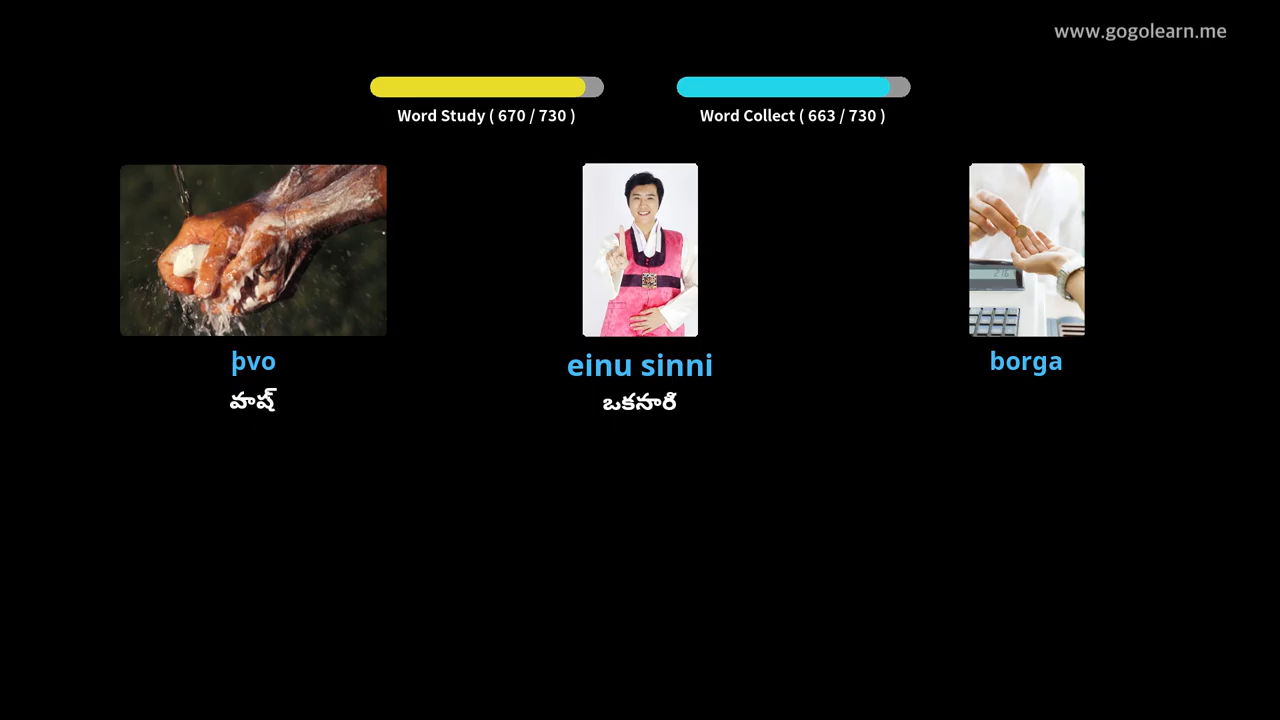 www.gogolearn.me
Word Study ( 670 / 730 )
Word Collect ( 663 / 730 )
þvo
einu sinni
borga
వాష్
ఒకసారి